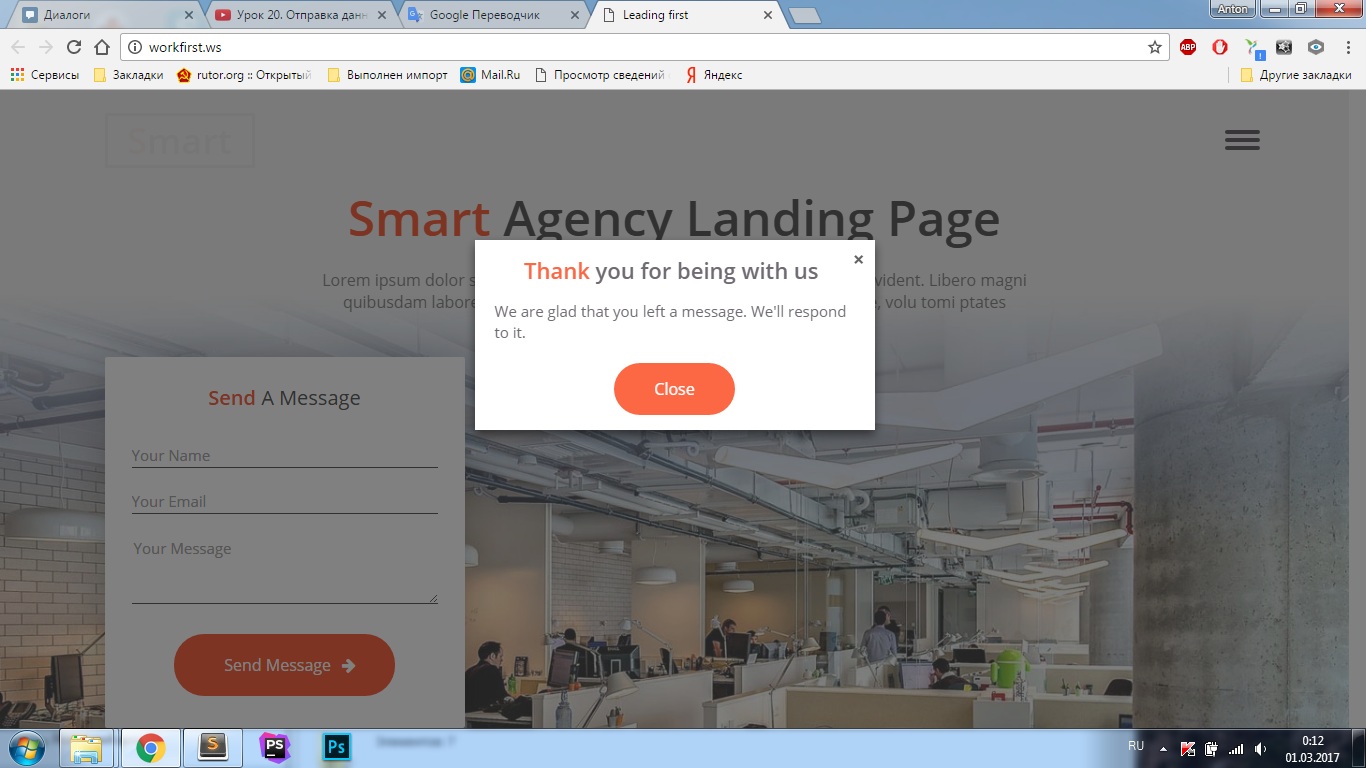 Диалоги
Урок 20. Отправка данн
Google Переводчик
Leading first
Anton
workfirst.ws
ABP
Сервисы
Закладки
rutor.org :: Открытый
Выполнен импорт
Mail.Ru
Просмотр сведений
Яндекс
Другие закладки
Smart
Smart Agency Landing Page
Lorem ipsum dolor
vident. Libero magni
quibusdam labore
, volu tomi ptates
Thank you for being with us
×
We are glad that you left a message. We'll respond
to it.
Close
Send A Message
Your Name
Your Email
Your Message
Send Message
PS
Ps
RU
0:12
01.03.2017